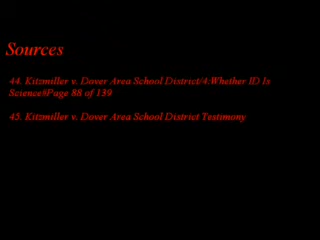 Sources
44. Kitzmiller v. Dover Area School District/4:Whether ID Is
Science#Page 88 of 139
45. Kitzmiller v. Dover Area School District Testimony